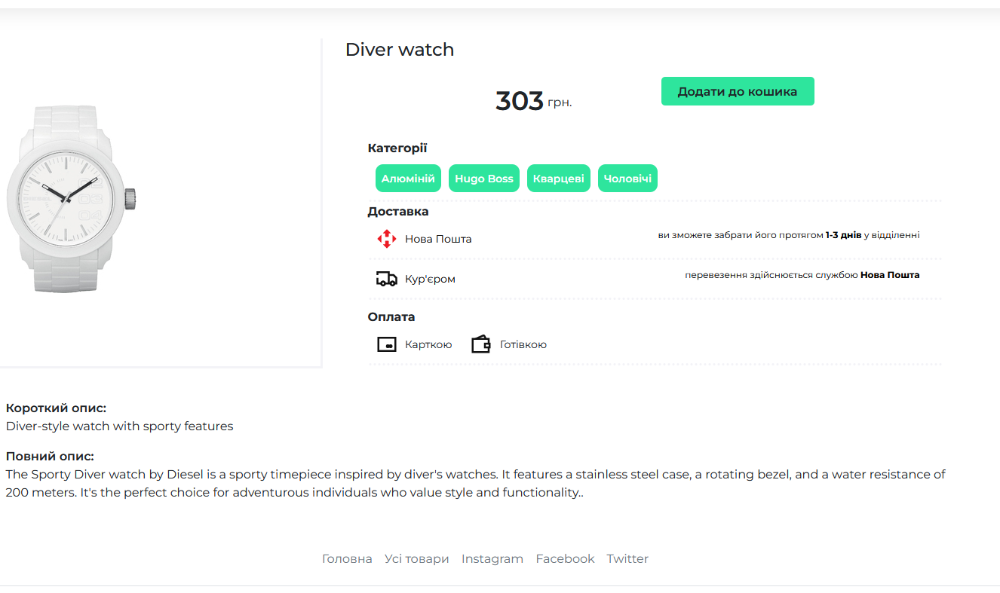 Diver watch
303 грн.
Додати до кошика
Категорії
Алюміній Hugo Boss Кварцеві Чоловічі
Доставка
Нова Пошта
ви зможете забрати його протягом 1-3 днів у відділенні
Кур'єром
перевезення здійснюється службою Нова Пошта
Оплата
Карткою Готівкою
Короткий опис:
Diver-style watch with sporty features
Повний опис:
The Sporty Diver watch by Diesel is a sporty timepiece inspired by diver's watches. It features a stainless steel case, a rotating bezel, and a water resistance of
200 meters. It's the perfect choice for adventurous individuals who value style and functionality..
Головна Усі товари Instagram Facebook Twitter